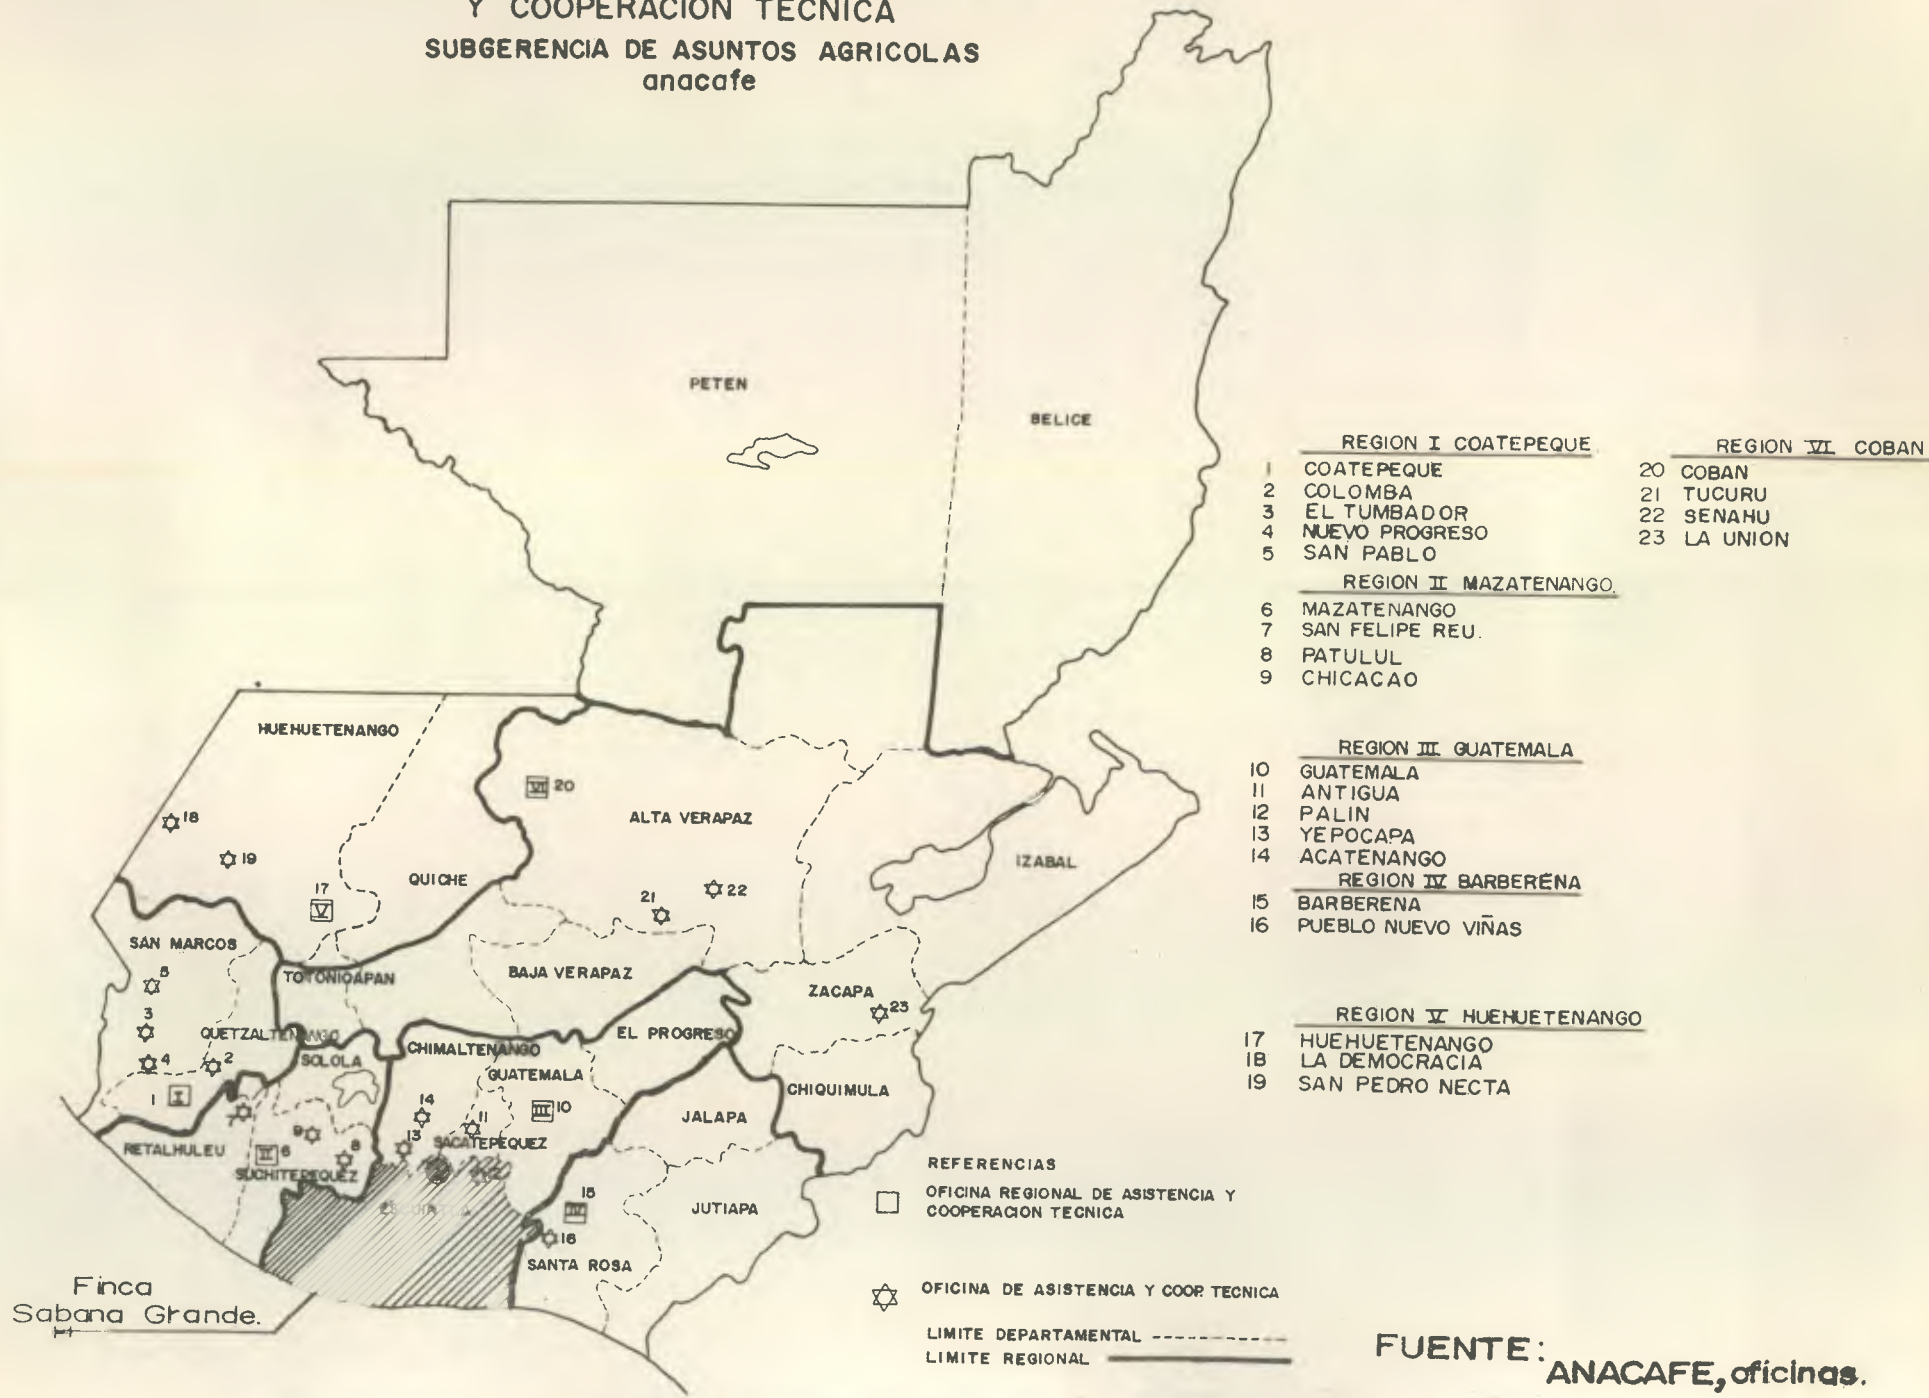 Y COOPERACION TECNICA
SUBGERENCIA DE ASUNTOS AGRICOLAS
anacafe
PETEN
BELICE
REGION I COATEPEQUE.
1 COATEPEQUE
2 COLOMBA
3 EL TUMBADOR
4 NUEVO PROGRESO
5 SAN PABLO
REGION II MAZATENANGO.
6 MAZATENANGO
7 SAN FELIPE REU.
8 PATULUL
9 CHICACAO
REGION III GUATEMALA
10 GUATEMALA
11 ANTIGUA
12 PALIN
13 YEPOCAPA
14 ACATENANGO
REGION IV BARBERENA
15 BARBERENA
16 PUEBLO NUEVO VIÑAS
REGION V HUEHUETENANGO
17 HUEHUETENANGO
18 LA DEMOCRACIA
19 SAN PEDRO NECTA
REGION VI COBAN
20 COBAN
21 TUCURU
22 SENAHU
23 LA UNION
HUEHUETENANGO
VI 20
18
ALTA VERAPAZ
19
IZABAL
QUICHE
17
V
22
21
SAN MARCOS
BAJA VERAPAZ
TOTONICAPAN
5
ZACAPA
23
3
QUETZALTENANGO
EL PROGRESO
CHIMALTENANGO
4
2
SOLOLA
GUATEMALA
CHIQUIMULA
1 I
14
III 10
7
11
JALAPA
9
13
SACATEPEQUEZ
RETALHULEU
II 6
8
SUCHITEPEQUEZ
ESCUINTLA
15
IV
JUTIAPA
16
SANTA ROSA
Finca
Sabana Grande.
REFERENCIAS
OFICINA REGIONAL DE ASISTENCIA Y
COOPERACION TECNICA
OFICINA DE ASISTENCIA Y COOP. TECNICA
LIMITE DEPARTAMENTAL
LIMITE REGIONAL
FUENTE:
ANACAFE, oficinas.